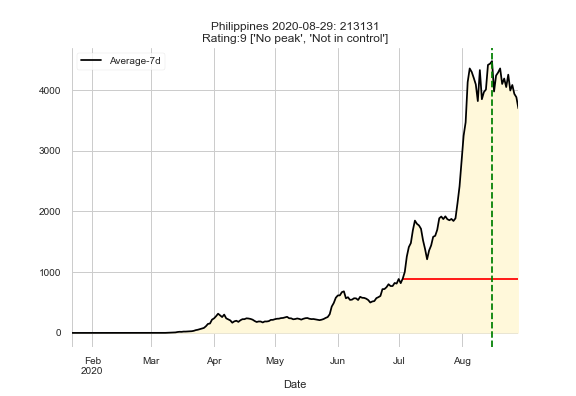 Philippines 2020-08-29: 213131
Rating:9 ['No peak', 'Not in control']
Average-7d
4000
3000
2000
1000
0
Feb Mar Apr May Jun Jul Aug
2020
Date